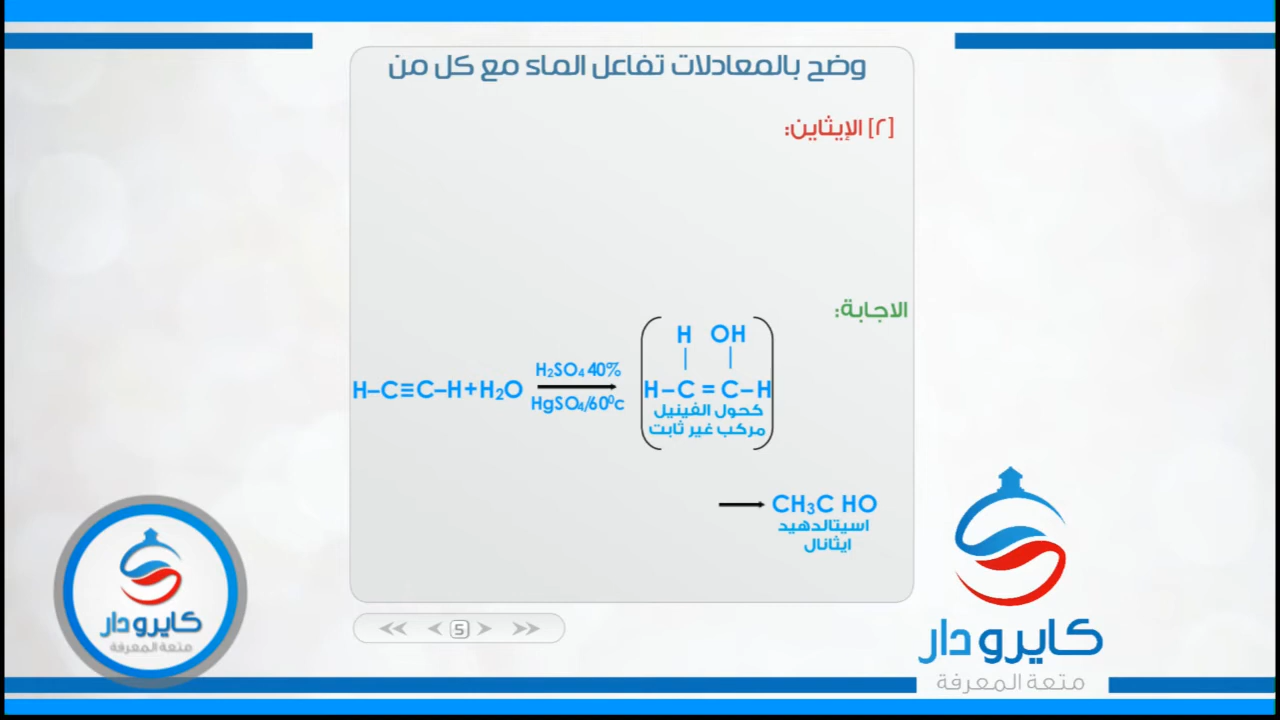 وضح بالمعادلات تفاعل الماء مع كل من
[٢] الإيثاين:
الاجابة:
H OH
H–C≡C–H+H₂O
H₂SO₄ 40%
HgSO₄/60⁰c
H–C=C–H
كحول الفينيل
مركب غير ثابت
CH₃C HO
اسيتالدهيد
ايثانال
5
كايرو دار
متعة المعرفة
كايرو دار
متعة المعرفة